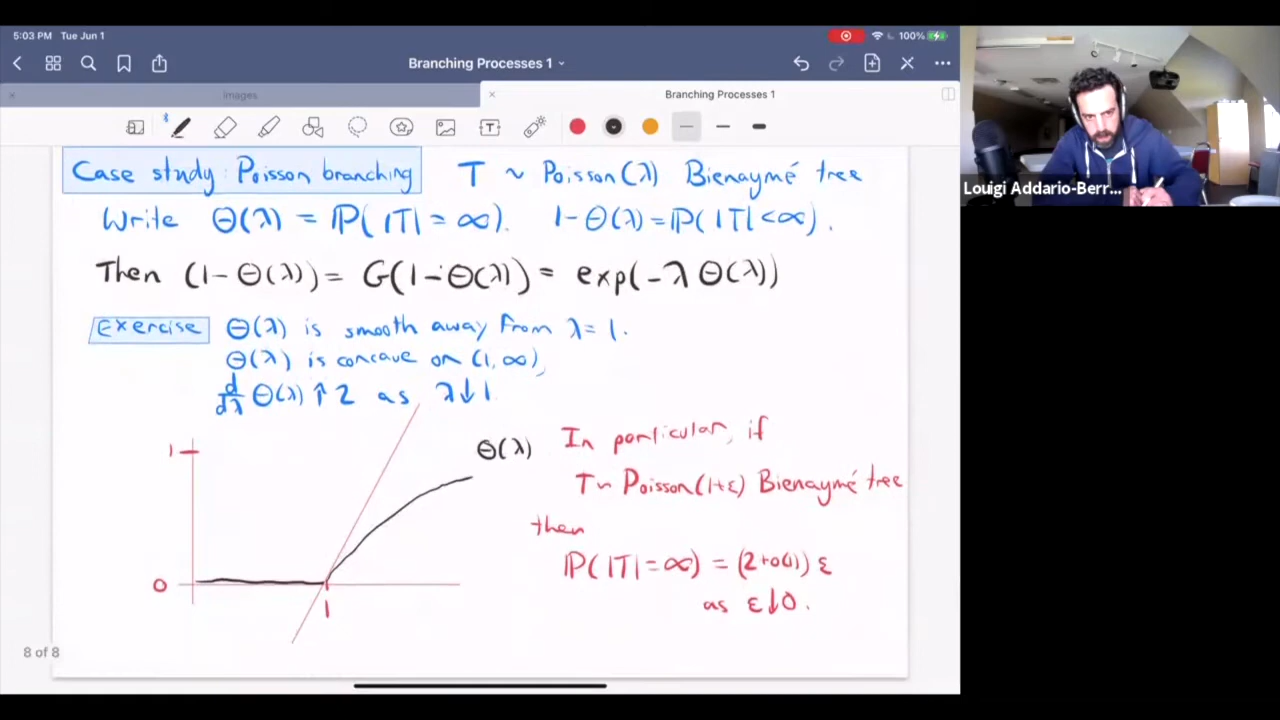 5:03 PM Tue Jun 1
100%
Branching Processes 1
images
Branching Processes 1
Case study: Poisson branching T ~ Poisson(λ) Bienaymé tree
Write Θ(λ) = ℙ(|T| = ∞). 1-Θ(λ) = ℙ(|T| < ∞).
Then (1-Θ(λ)) = G(1-Θ(λ)) = exp(-λ Θ(λ))
Exercise Θ(λ) is smooth away from λ = 1.
Θ(λ) is concave on (1, ∞),
d/dλ Θ(λ) ↑ 2 as λ ↓ 1
1
Θ(λ)
0
1
In particular, if
T ~ Poisson(1+ε) Bienaymé tree
then
ℙ(|T| = ∞) = (2+o(1)) ε
as ε ↓ 0.
8 of 8
Louigi Addario-Berr...